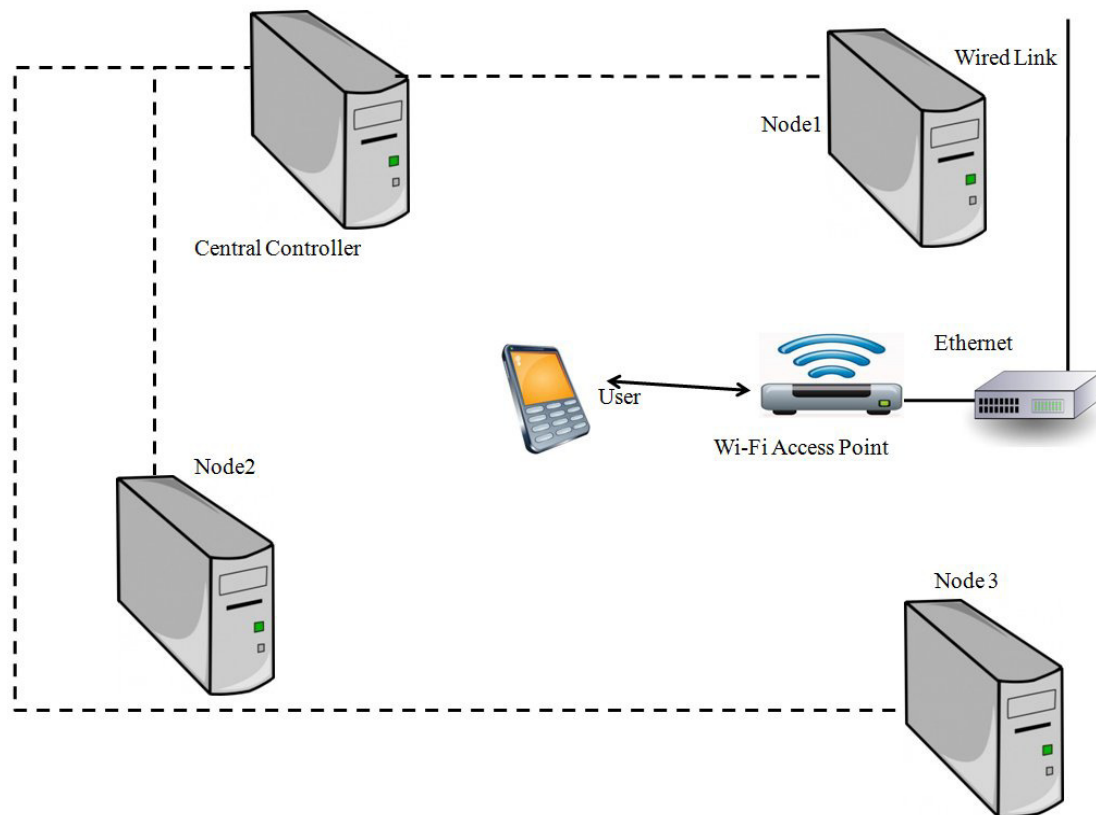 Wired Link
Node1
Central Controller
Ethernet
User
Wi-Fi Access Point
Node2
Node 3